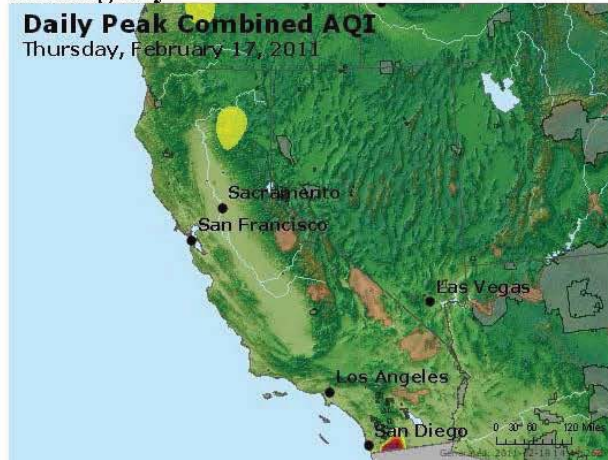 Daily Peak Combined AQI
Thursday, February 17, 2011
Sacramento
San Francisco
Las Vegas
Los Angeles
San Diego
0 30 60 120 Miles